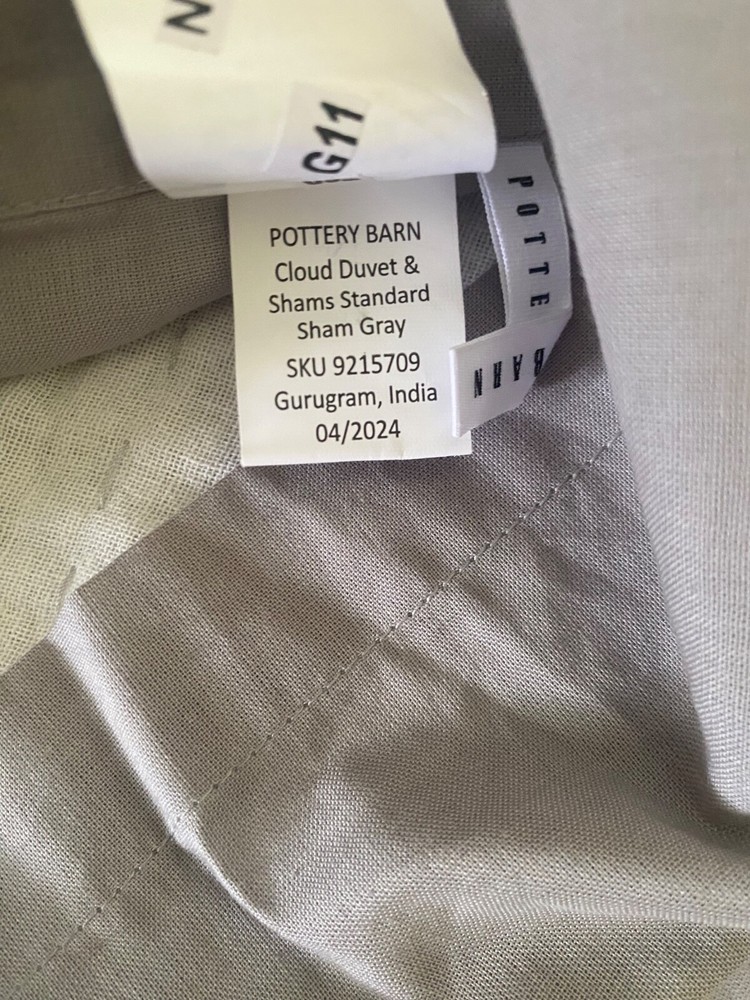 N
G11
POTTERY BARN
Cloud Duvet &
Shams Standard
Sham Gray
SKU 9215709
Gurugram, India
04/2024
POTTE
BARN